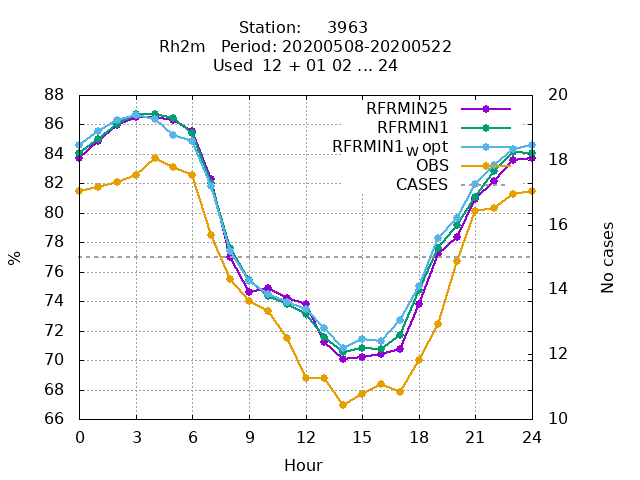 Station: 3963
Rh2m Period: 20200508-20200522
Used 12 + 01 02 ... 24
88
86
84
82
80
78
76
74
72
70
68
66
20
18
16
14
12
10
RFRMIN25
RFRMIN1
RFRMIN1w opt
OBS
CASES
%
No cases
0 3 6 9 12 15 18 21 24
Hour